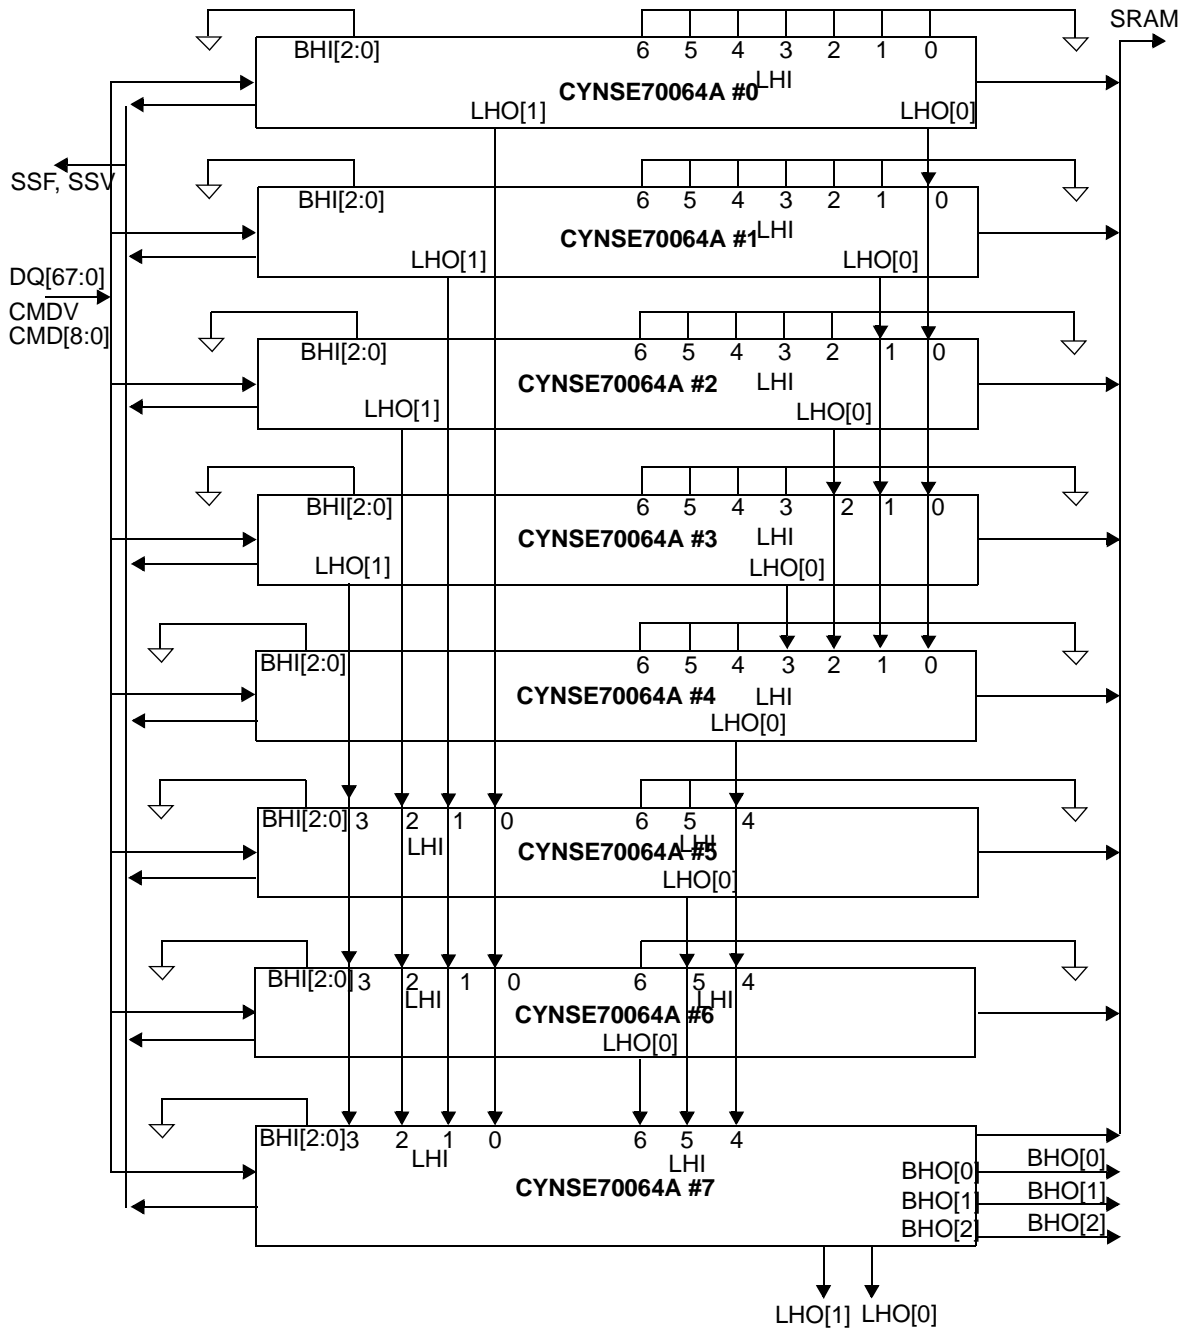 SRAM
BHI[2:0] 6 5 4 3 2 1 0
LHI
CYNSE70064A #0
LHO[1] LHO[0]
SSF, SSV
BHI[2:0] 6 5 4 3 2 1 0
LHI
CYNSE70064A #1
LHO[1] LHO[0]
DQ[67:0]
CMDV
CMD[8:0]
BHI[2:0] 6 5 4 3 2 1 0
CYNSE70064A #2 LHI
LHO[1] LHO[0]
BHI[2:0] 6 5 4 3 2 1 0
CYNSE70064A #3 LHI
LHO[1] LHO[0]
BHI[2:0] 6 5 4 3 2 1 0
CYNSE70064A #4 LHI
LHO[0]
BHI[2:0] 3 2 1 0 6 5 4
LHI CYNSE70064A #5 LHI
LHO[0]
BHI[2:0] 3 2 1 0 6 5 4
LHI LHI
CYNSE70064A #6
LHO[0]
BHI[2:0] 3 2 1 0 6 5 4
LHI LHI
CYNSE70064A #7
BHO[0] BHO[0]
BHO[1] BHO[1]
BHO[2] BHO[2]
LHO[1] LHO[0]